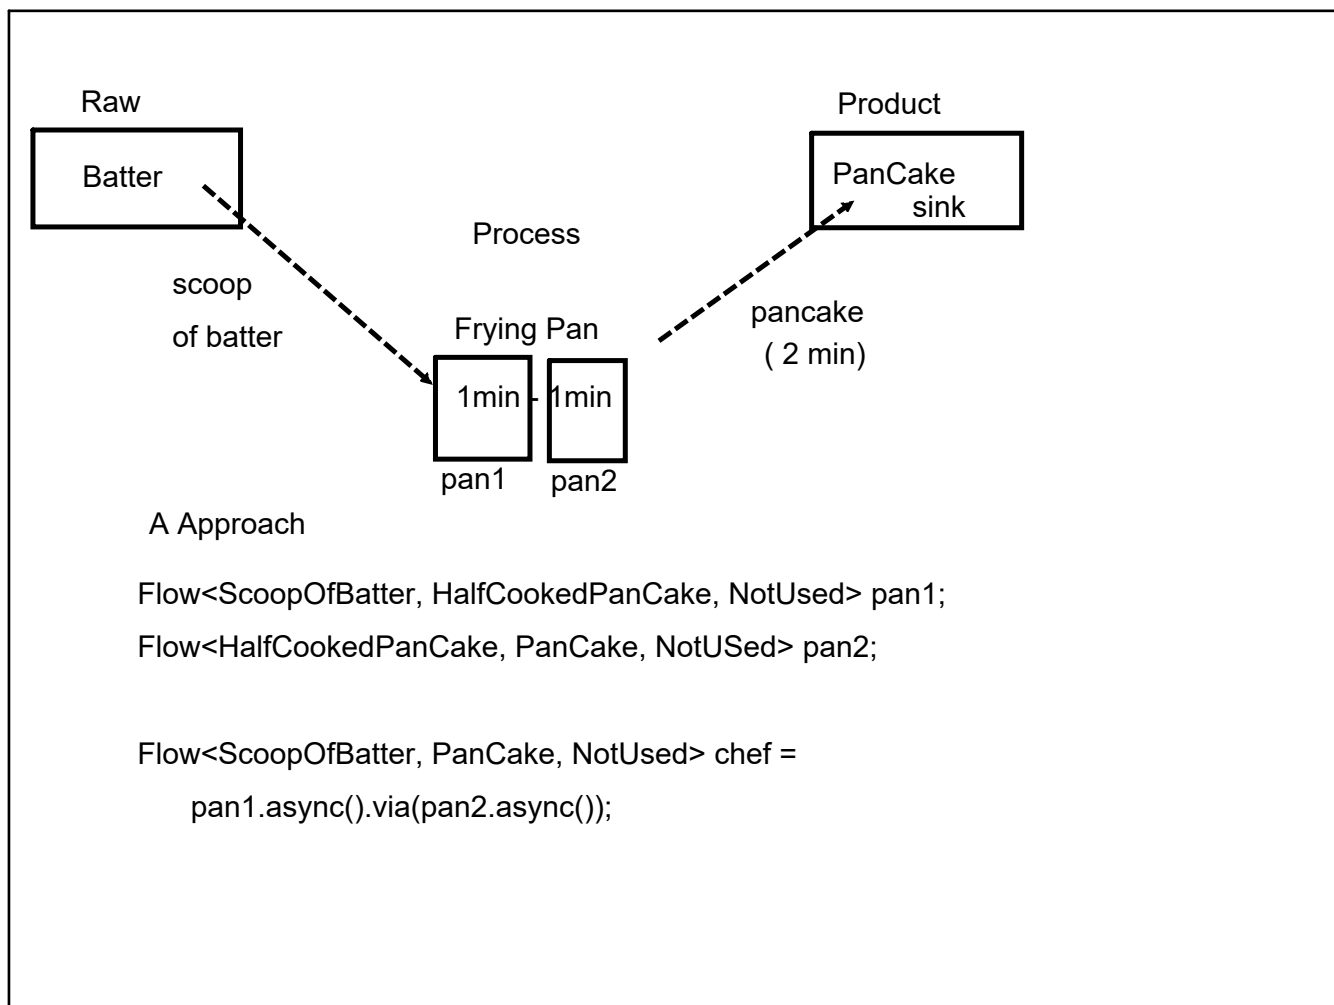 Raw
Batter
Product
PanCake
sink
Process
scoop
of batter
Frying Pan
1min - 1min
pan1
pan2
pancake
( 2 min)
A Approach
Flow<ScoopOfBatter, HalfCookedPanCake, NotUsed> pan1;
Flow<HalfCookedPanCake, PanCake, NotUSed> pan2;
Flow<ScoopOfBatter, PanCake, NotUsed> chef =
pan1.async().via(pan2.async());